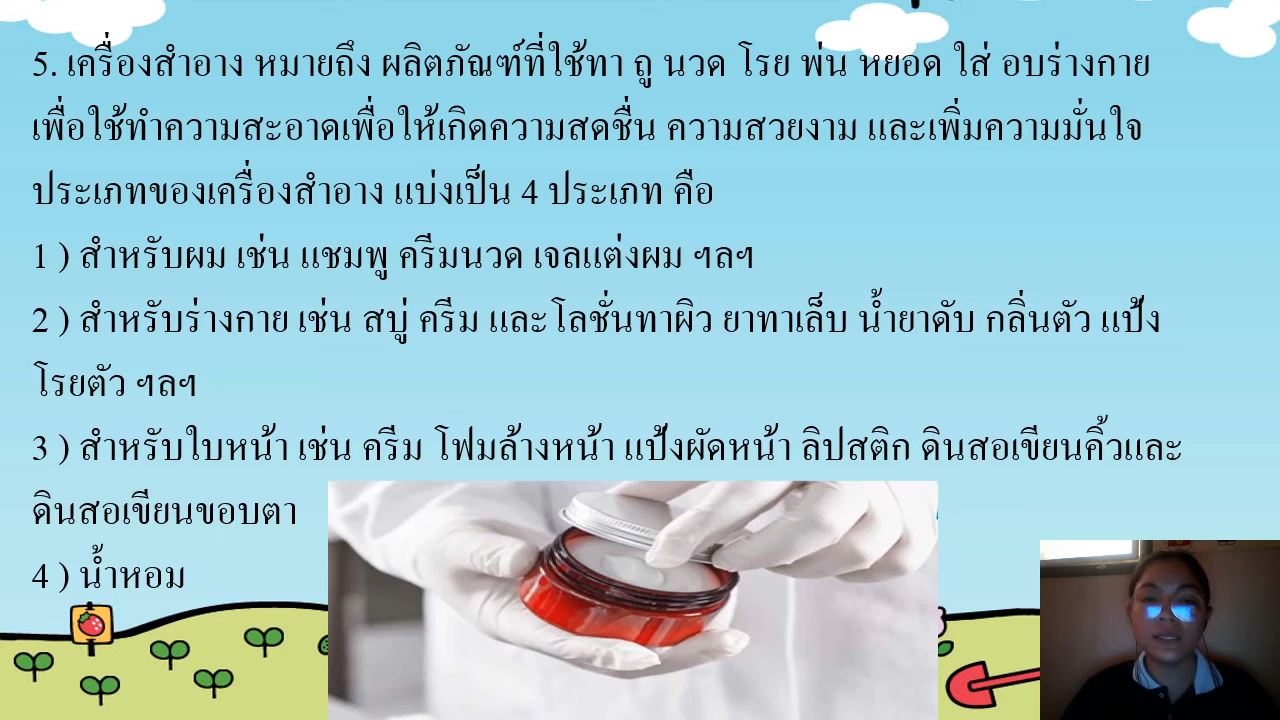 5. เครื่องสำอาง หมายถึง ผลิตภัณฑ์ที่ใช้ทา ถู นวด โรย พ่น หยอด ใส่ อบร่างกาย
เพื่อใช้ทำความสะอาดเพื่อให้เกิดความสดชื่น ความสวยงาม และเพิ่มความมั่นใจ
ประเภทของเครื่องสำอาง แบ่งเป็น 4 ประเภท คือ
1 ) สำหรับผม เช่น แชมพู ครีมนวด เจลแต่งผม ฯลฯ
2 ) สำหรับร่างกาย เช่น สบู่ ครีม และโลชั่นทาผิว ยาทาเล็บ น้ำยาดับ กลิ่นตัว แป้ง
โรยตัว ฯลฯ
3 ) สำหรับใบหน้า เช่น ครีม โฟมล้างหน้า แป้งผัดหน้า ลิปสติก ดินสอเขียนคิ้วและ
ดินสอเขียนขอบตา
4 ) น้ำหอม